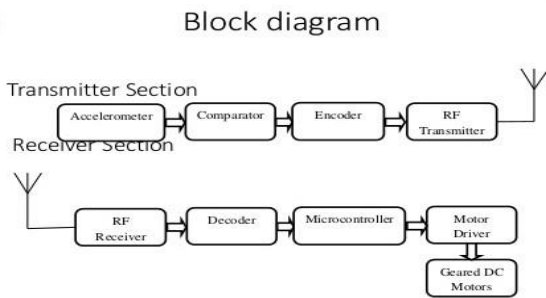 Block diagram
Transmitter Section
Accelerometer
Comparator
Encoder
RF
Transmitter
Receiver Section
RF
Receiver
Decoder
Microcontroller
Motor
Driver
Geared DC
Motors